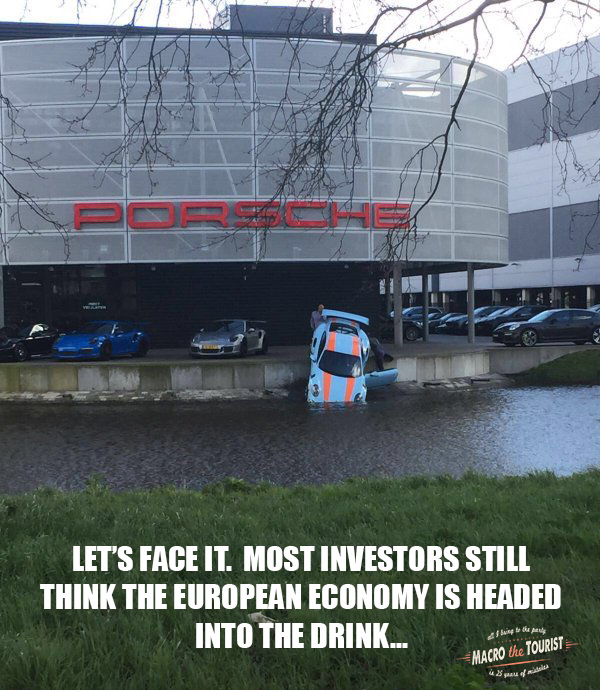 PORSCHE
LET'S FACE IT. MOST INVESTORS STILL
THINK THE EUROPEAN ECONOMY IS HEADED
INTO THE DRINK...
all I bring to the party
MACRO the TOURIST
is 25 years of mistakes